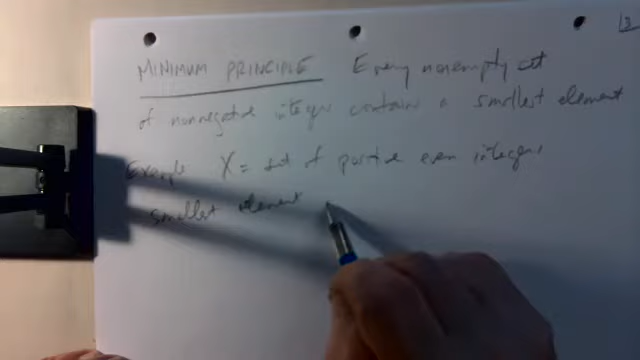 MINIMUM PRINCIPLE Every nonempty set
of nonnegative integers contains a smallest element
Example X = set of positive even integers
smallest element